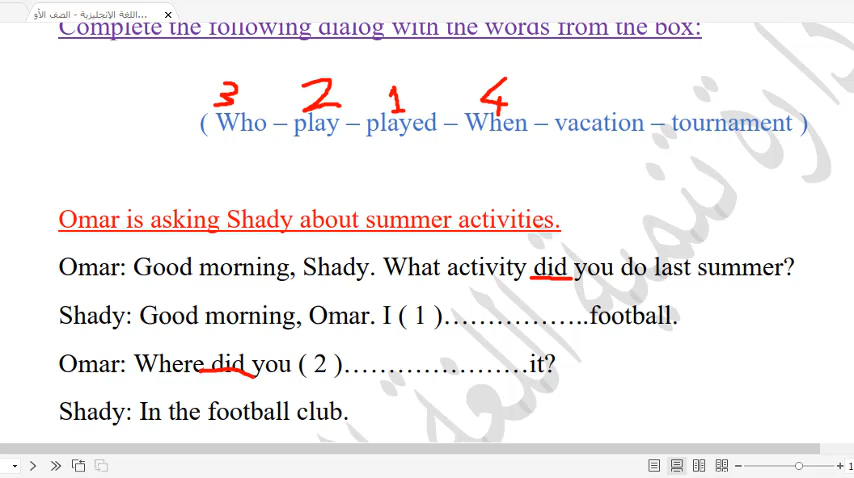 اللغة الإنجليزية - الصف الأو...
Complete the following dialog with the words from the box:
3 2 1 4
( Who – play – played – When – vacation – tournament )
Omar is asking Shady about summer activities.
Omar: Good morning, Shady. What activity did you do last summer?
Shady: Good morning, Omar. I ( 1 )……………..football.
Omar: Where did you ( 2 )…………………it?
Shady: In the football club.
1